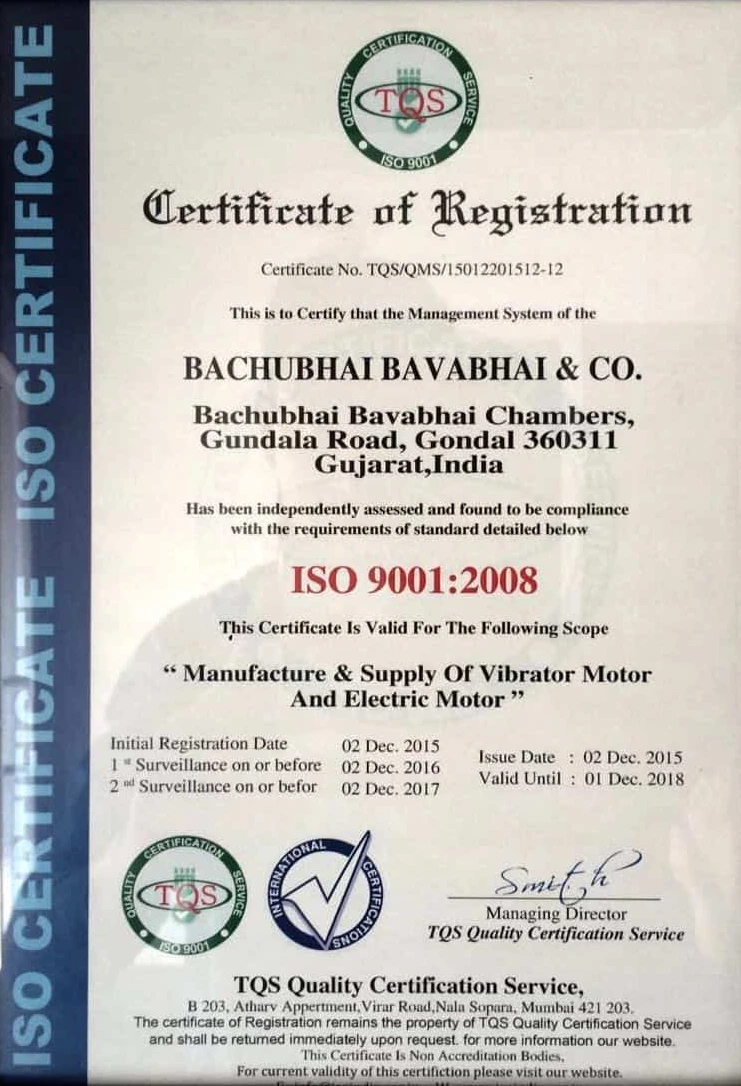 ISO CERTIFICATE ISO CERTIFICATE
QUALITY CERTIFICATION SERVICE
TQS
ISO 9001
Certificate of Registration
Certificate No. TQS/QMS/15012201512-12
This is to Certify that the Management System of the
BACHUBHAI BAVABHAI & CO.
Bachubhai Bavabhai Chambers,
Gundala Road, Gondal 360311
Gujarat,India
Has been independently assessed and found to be compliance
with the requirements of standard detailed below
ISO 9001:2008
This Certificate Is Valid For The Following Scope
“ Manufacture & Supply Of Vibrator Motor
And Electric Motor ”
Initial Registration Date 02 Dec. 2015
1 st Surveillance on or before 02 Dec. 2016
2 nd Surveillance on or befor 02 Dec. 2017
Issue Date : 02 Dec. 2015
Valid Until : 01 Dec. 2018
QUALITY CERTIFICATION SERVICE
TQS
ISO 9001
INTERNATIONAL CERTIFICATIONS
Smith
Managing Director
TQS Quality Certification Service
TQS Quality Certification Service,
B 203, Atharv Appertment,Virar Road,Nala Sopara, Mumbai 421 203.
The certificate of Registration remains the property of TQS Quality Certification Service
and shall be returned immediately upon request. for more information our website.
This Certificate Is Non Accreditation Bodies,
For current validity of this certifiction please visit our website.